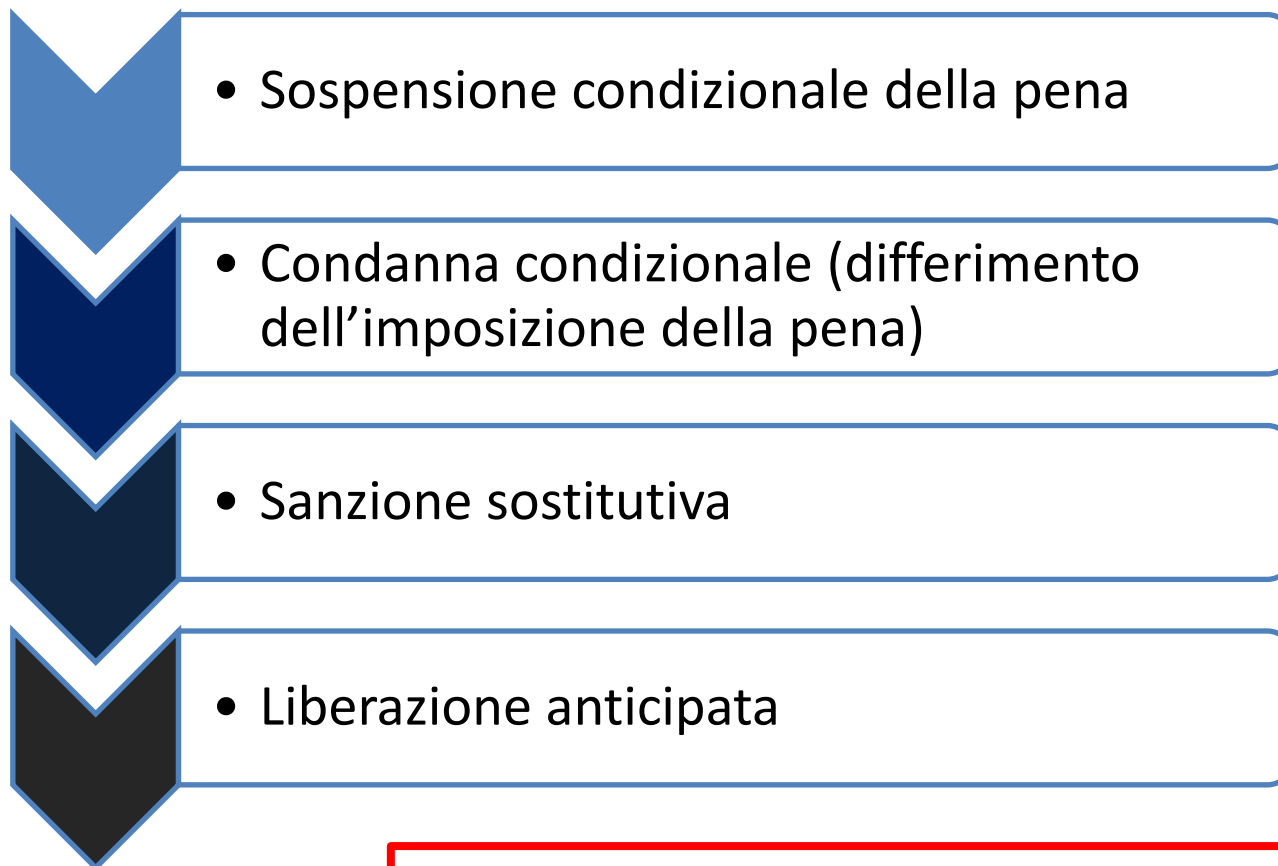 • Sospensione condizionale della pena
• Condanna condizionale (differimento
dell’imposizione della pena)
• Sanzione sostitutiva
• Liberazione anticipata